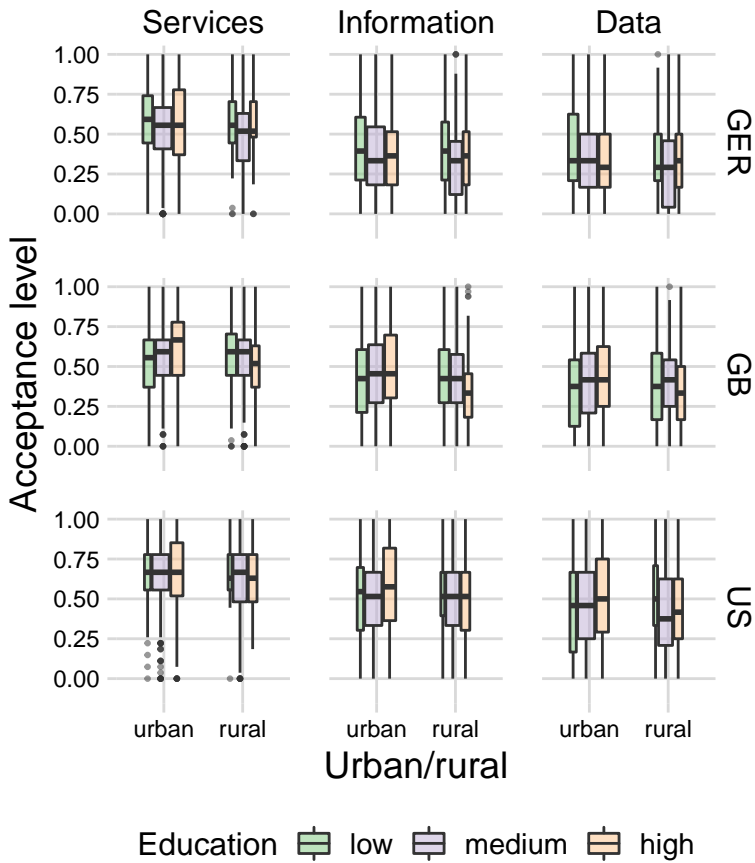 Services Information Data
1.00
0.75
0.50
0.25
0.00
GER
1.00
0.75
0.50
0.25
0.00
GB
1.00
0.75
0.50
0.25
0.00
US
Acceptance level
urban rural urban rural urban rural
Urban/rural
Education low medium high